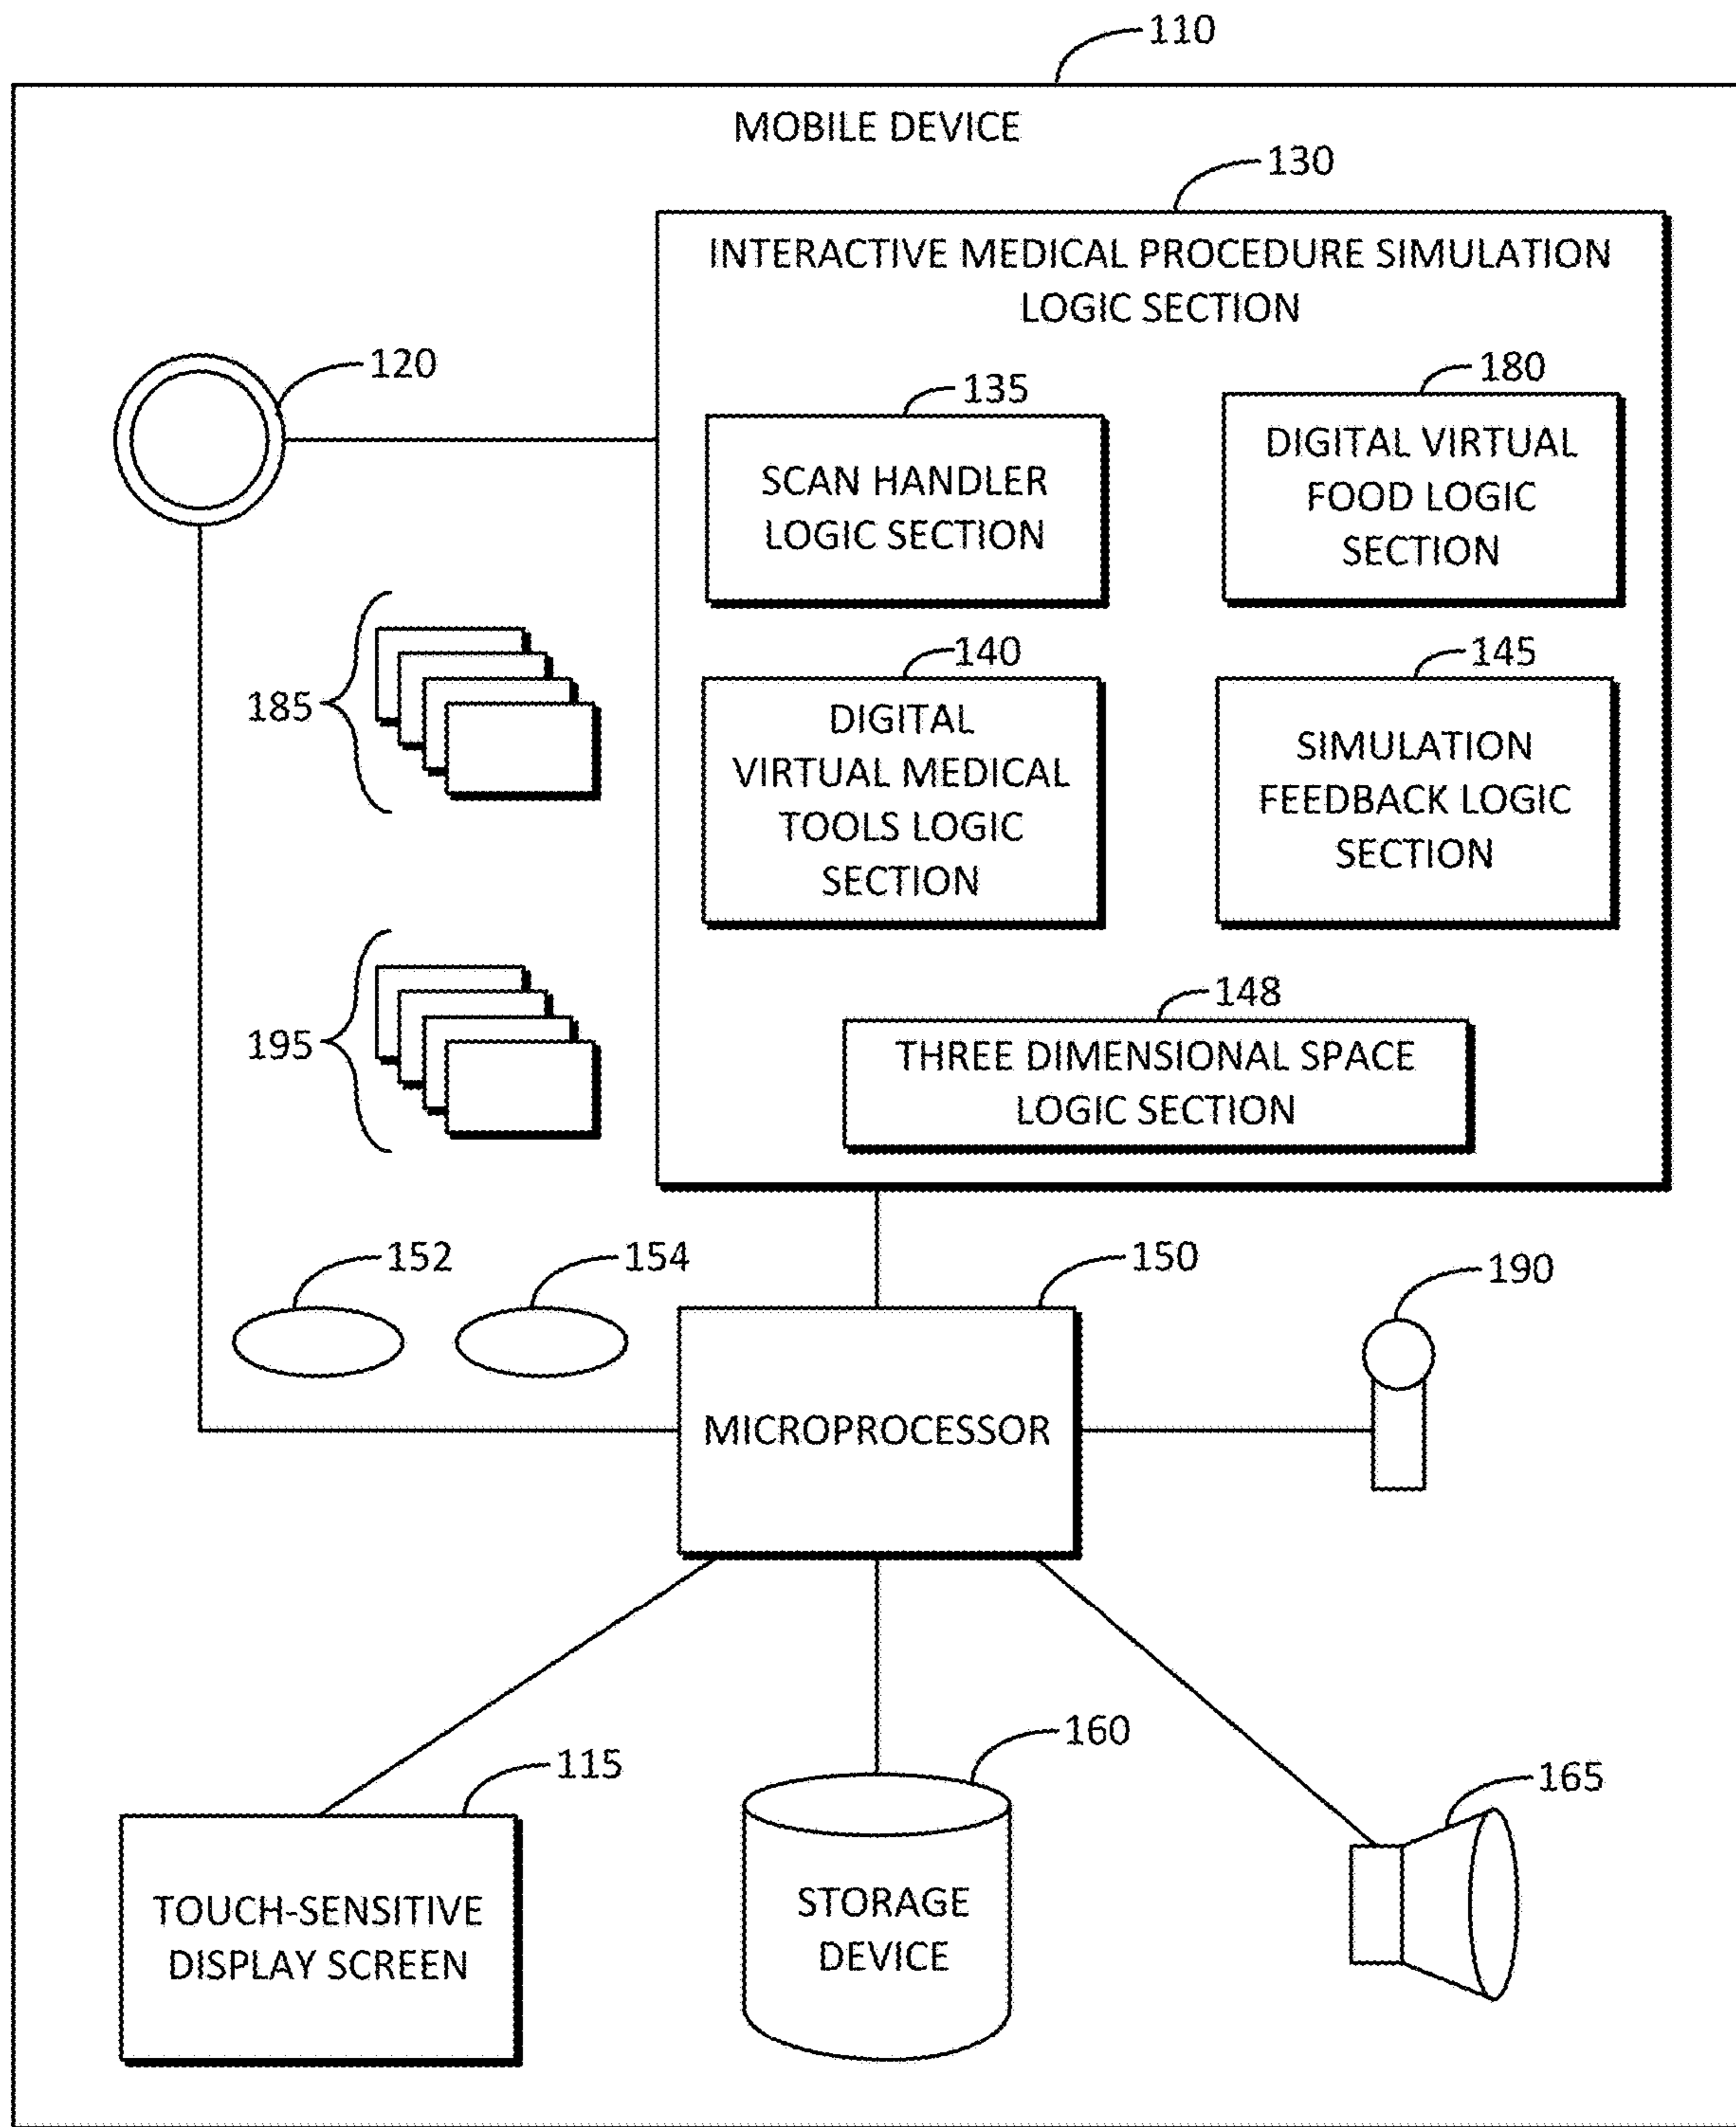 110
MOBILE DEVICE
130
INTERACTIVE MEDICAL PROCEDURE SIMULATION
LOGIC SECTION
120
135
SCAN HANDLER
LOGIC SECTION
180
DIGITAL VIRTUAL
FOOD LOGIC
SECTION
185
140
DIGITAL
VIRTUAL MEDICAL
TOOLS LOGIC
SECTION
145
SIMULATION
FEEDBACK LOGIC
SECTION
195
148
THREE DIMENSIONAL SPACE
LOGIC SECTION
152
154
150
190
MICROPROCESSOR
115
TOUCH-SENSITIVE
DISPLAY SCREEN
160
STORAGE
DEVICE
165